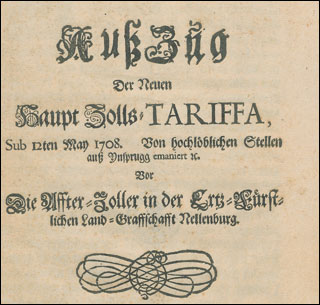 Außzug
Der Neuen
Haupt Zolls-TARIFFA,
Sub 12ten May 1708. Von hochlöblichen Stellen
auß Ynsprugg emaniert ꝛc.
Vor
Die Affter-Zoller in der Ertz-Fürst-
lichen Land-Graffschafft Nellenburg.